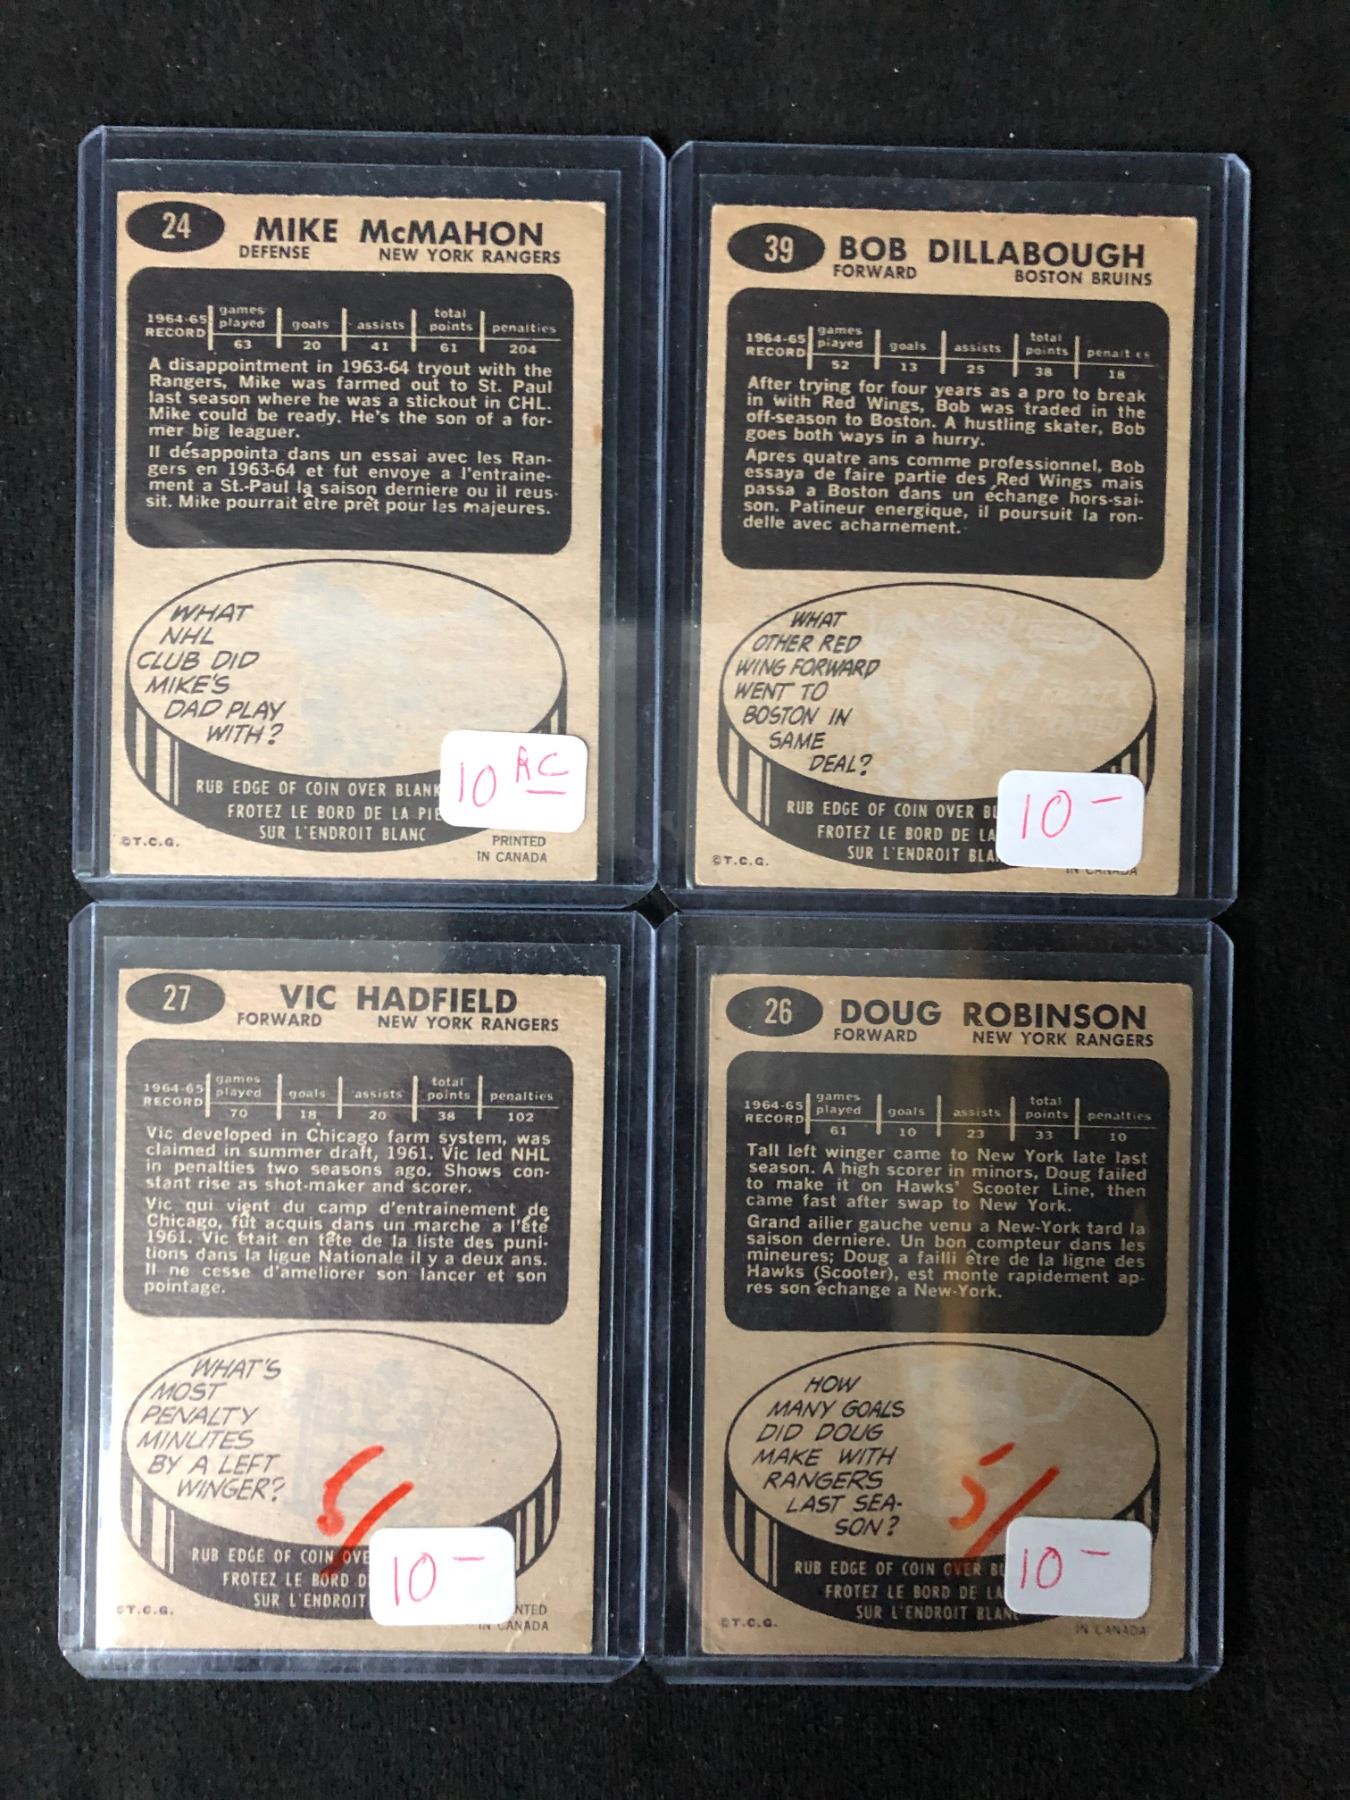 24
MIKE McMAHON
DEFENSE NEW YORK RANGERS
1964-65 RECORD games played goals assists total points penalties
63 20 41 61 204
A disappointment in 1963-64 tryout with the
Rangers, Mike was farmed out to St. Paul
last season where he was a stickout in CHL.
Mike could be ready. He's the son of a for-
mer big leaguer.
Il désappointa dans un essai avec les Ran-
gers en 1963-64 et fut envoye a l'entraine-
ment a St.-Paul la saison derniere ou il reus-
sit. Mike pourrait être prêt pour les majeures.
WHAT
NHL
CLUB DID
MIKE'S
DAD PLAY
WITH?
RUB EDGE OF COIN OVER BLANK
FROTEZ LE BORD DE LA PIE
SUR L'ENDROIT BLANC
10 RC
©T.C.G.
PRINTED
IN CANADA
39
BOB DILLABOUGH
FORWARD BOSTON BRUINS
1964-65 RECORD games played goals assists total points penalties
52 13 25 38 18
After trying for four years as a pro to break
in with Red Wings, Bob was traded in the
off-season to Boston. A hustling skater, Bob
goes both ways in a hurry.
Apres quatre ans comme professionnel, Bob
essaya de faire partie des Red Wings mais
passa a Boston dans un échange hors-sai-
son. Patineur energique, il poursuit la ron-
delle avec acharnement.
WHAT
OTHER RED
WING FORWARD
WENT TO
BOSTON IN
SAME
DEAL?
RUB EDGE OF COIN OVER BL
FROTEZ LE BORD DE LA
SUR L'ENDROIT BLAN
10 -
©T.C.G.
IN CANADA
27
VIC HADFIELD
FORWARD NEW YORK RANGERS
1964-65 RECORD games played goals assists total points penalties
70 18 20 38 102
Vic developed in Chicago farm system, was
claimed in summer draft, 1961. Vic led NHL
in penalties two seasons ago. Shows con-
stant rise as shot-maker and scorer.
Vic qui vient du camp d'entrainement de
Chicago, fût acquis dans un marche a l'été
1961. Vic était en tête de la liste des puni-
tions dans la ligue Nationale il y a deux ans.
Il ne cesse d'ameliorer son lancer et son
pointage.
WHAT'S
MOST
PENALTY
MINUTES
BY A LEFT
WINGER?
5/
RUB EDGE OF COIN OVE
FROTEZ LE BORD D
SUR L'ENDROIT
10 -
©T.C.G.
NTED
IN CANADA
26
DOUG ROBINSON
FORWARD NEW YORK RANGERS
1964-65 RECORD games played goals assists total points penalties
61 10 23 33 10
Tall left winger came to New York late last
season. A high scorer in minors, Doug failed
to make it on Hawks' Scooter Line, then
came fast after swap to New York.
Grand ailier gauche venu a New-York tard la
saison derniere. Un bon compteur dans les
mineures; Doug a failli être de la ligne des
Hawks (Scooter), est monte rapidement ap-
res son échange a New-York.
HOW
MANY GOALS
DID DOUG
MAKE WITH
RANGERS
LAST SEA-
SON?
5/
RUB EDGE OF COIN OVER BL
FROTEZ LE BORD DE LA
SUR L'ENDROIT BLANC
10 -
©T.C.G.
IN CANADA